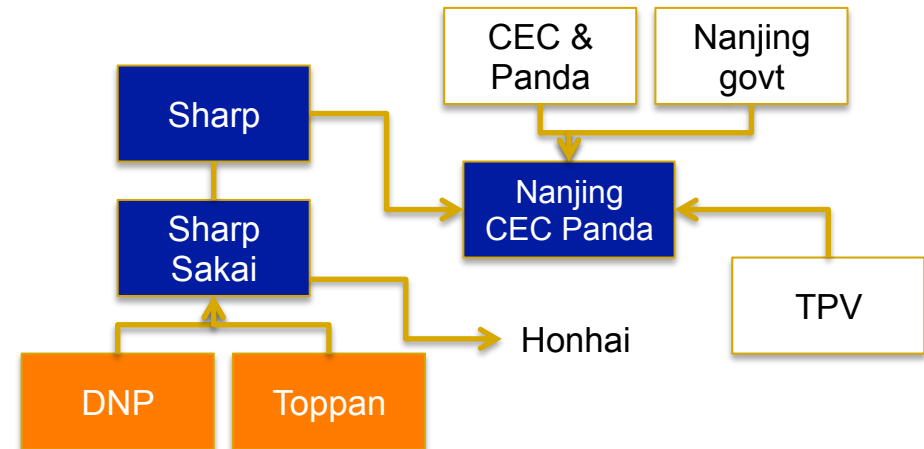 CEC &
Panda
Nanjing
govt
Sharp
Nanjing
CEC Panda
Sharp
Sakai
TPV
Honhai
DNP
Toppan